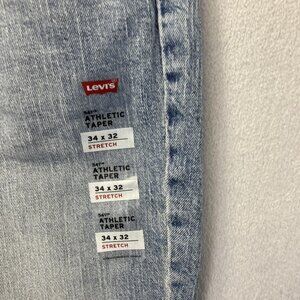 LEVI'S
541™
ATHLETIC
TAPER
34 x 32
STRETCH
541™
ATHLETIC
TAPER
34 x 32
STRETCH
541™
ATHLETIC
TAPER
34 x 32
STRETCH